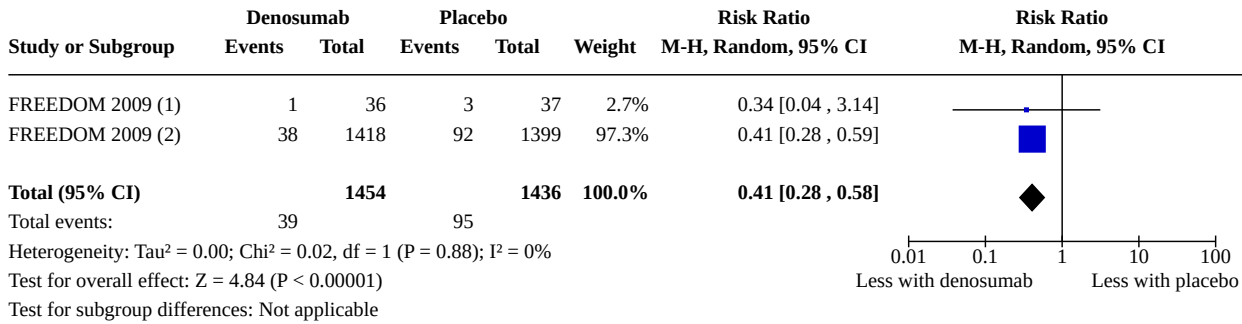 Denosumab Placebo Risk Ratio Risk Ratio
Study or Subgroup Events Total Events Total Weight M-H, Random, 95% CI M-H, Random, 95% CI
FREEDOM 2009 (1) 1 36 3 37 2.7% 0.34 [0.04 , 3.14]
FREEDOM 2009 (2) 38 1418 92 1399 97.3% 0.41 [0.28 , 0.59]
Total (95% CI) 1454 1436 100.0% 0.41 [0.28 , 0.58]
Total events: 39 95
Heterogeneity: Tau² = 0.00; Chi² = 0.02, df = 1 (P = 0.88); I² = 0%
0.01 0.1 1 10 100
Test for overall effect: Z = 4.84 (P < 0.00001)
Less with denosumab Less with placebo
Test for subgroup differences: Not applicable